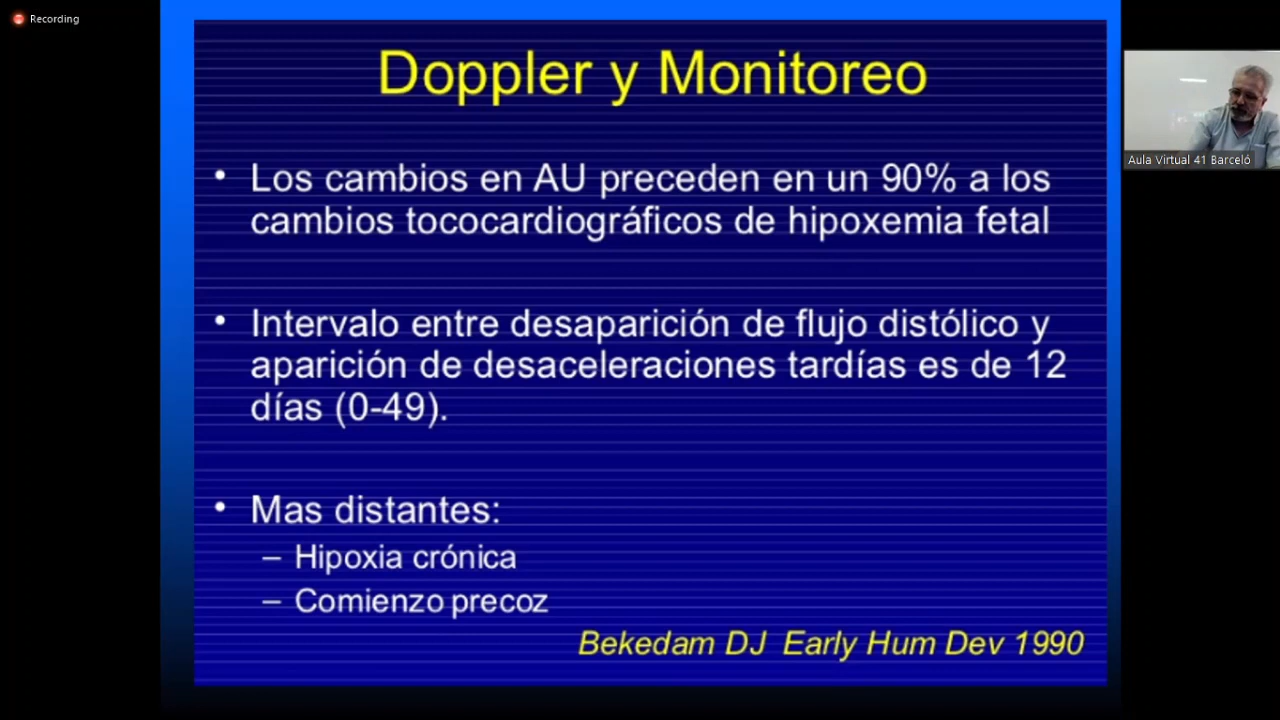 Recording
Doppler y Monitoreo
• Los cambios en AU preceden en un 90% a los
cambios tococardiográficos de hipoxemia fetal
• Intervalo entre desaparición de flujo distólico y
aparición de desaceleraciones tardías es de 12
días (0-49).
• Mas distantes:
– Hipoxia crónica
– Comienzo precoz
Bekedam DJ Early Hum Dev 1990
Aula Virtual 41 Barceló